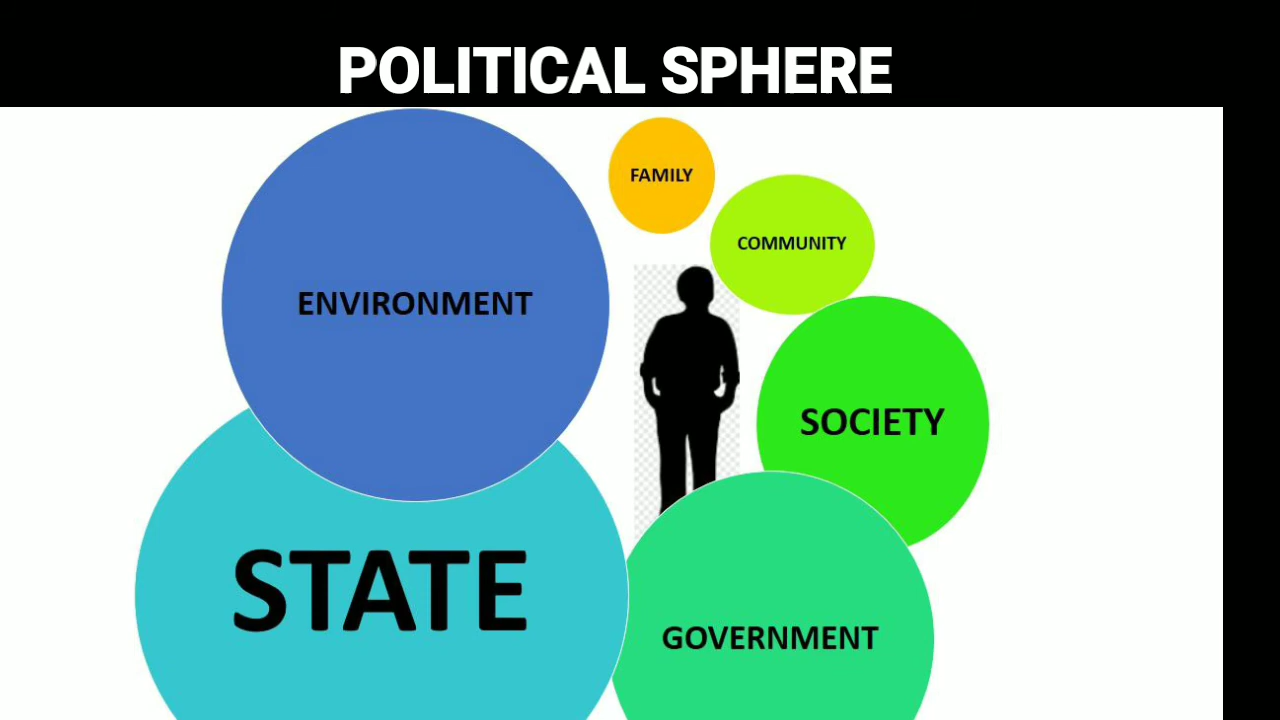 POLITICAL SPHERE
FAMILY
COMMUNITY
ENVIRONMENT
SOCIETY
STATE
GOVERNMENT